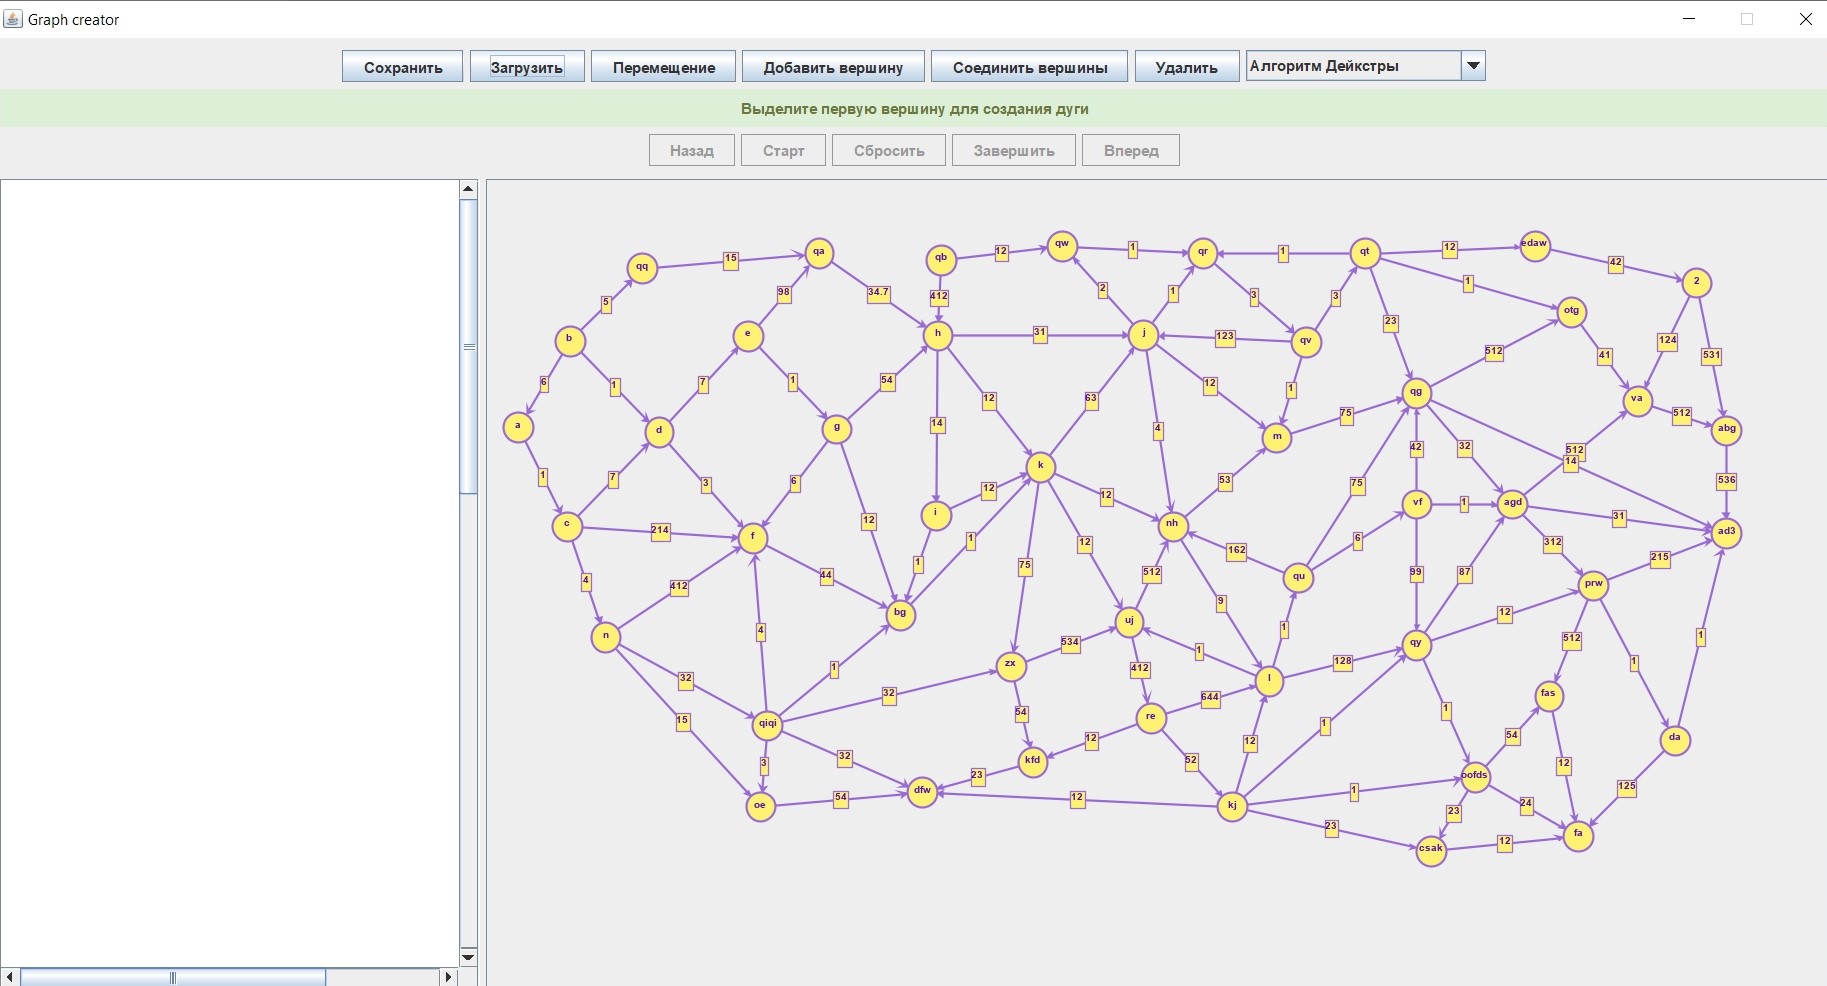 Graph creator
Сохранить Загрузить Перемещение Добавить вершину Соединить вершины Удалить Алгоритм Дейкстры
Выделите первую вершину для создания дуги
Назад Старт Сбросить Завершить Вперед
qq 15 qa qb 12 qw 1 qr 1 qt 12 edaw 42 2
5 98 34.7 412 2 1 3 3 1 otg
b e h 31 j 123 qv 23 512 41 124 531
6 1 7 1 54 12 63 12 1 75 qg va 512 abg
a d g 14 4 m 42 32 512 14
1 7 3 6 12 k 12 53 75 536
c 214 f i 12 nh 162 6 vf 1 agd 31 ad3
4 412 44 1 1 12 512 qu 99 87 312 215
n 4 bg 75 uj 9 1 12 prw
32 1 zx 534 412 1 128 qy 512 1 1
15 qiqi 32 54 re 644 l 1 1 fas da
3 32 kfd 12 52 12 54 12
oe 54 dfw 23 12 kj 1 oofds 24 125
23 csak 23 12 fa